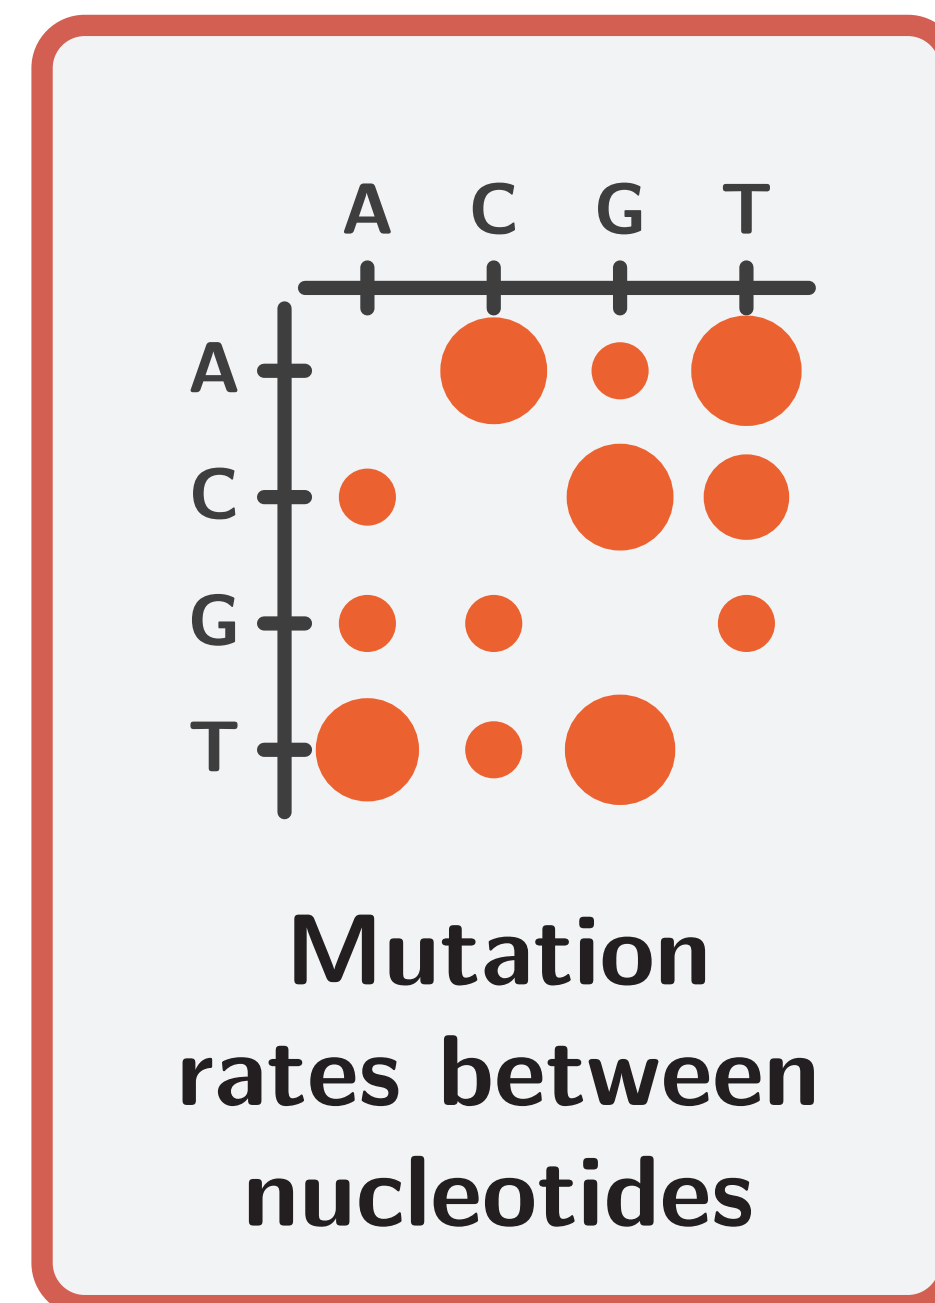 A C G T
A
C
G
T
Mutation
rates between
nucleotides